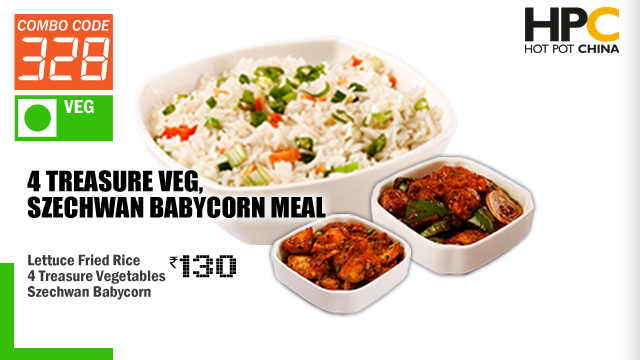 COMBO CODE
328
VEG
HPC
HOT POT CHINA
4 TREASURE VEG,
SZECHWAN BABYCORN MEAL
Lettuce Fried Rice
4 Treasure Vegetables
Szechwan Babycorn
₹130